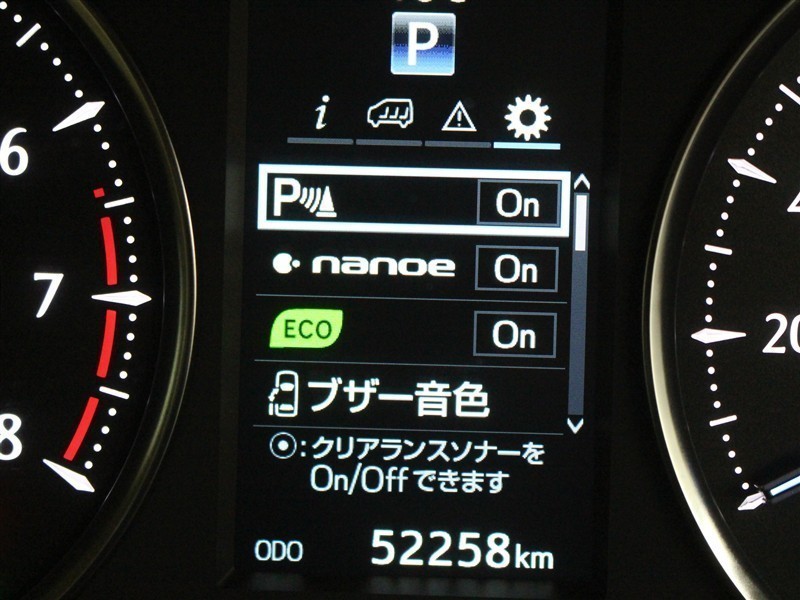 P
i
P On
nanoe On
ECO On
ブザー音色
⦿:クリアランスソナーを
On/Offできます
ODO 52258km
6
7
8
20